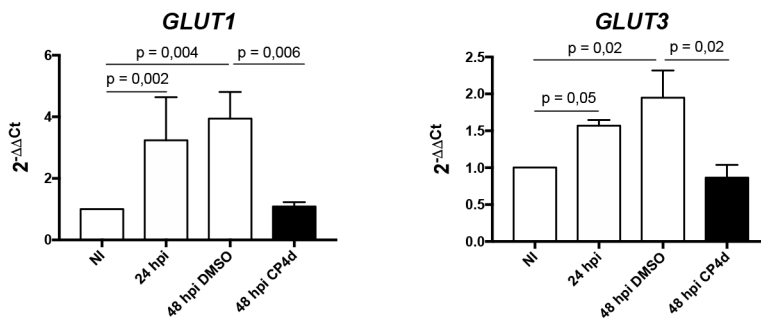 GLUT1
p = 0,004
p = 0,006
p = 0,002
2-ΔΔCt
6
4
2
0
NI
24 hpi
48 hpi DMSO
48 hpi CP4d
GLUT3
p = 0,02
p = 0,02
p = 0,05
2-ΔΔCt
2.5
2.0
1.5
1.0
0.5
0.0
NI
24 hpi
48 hpi DMSO
48 hpi CP4d